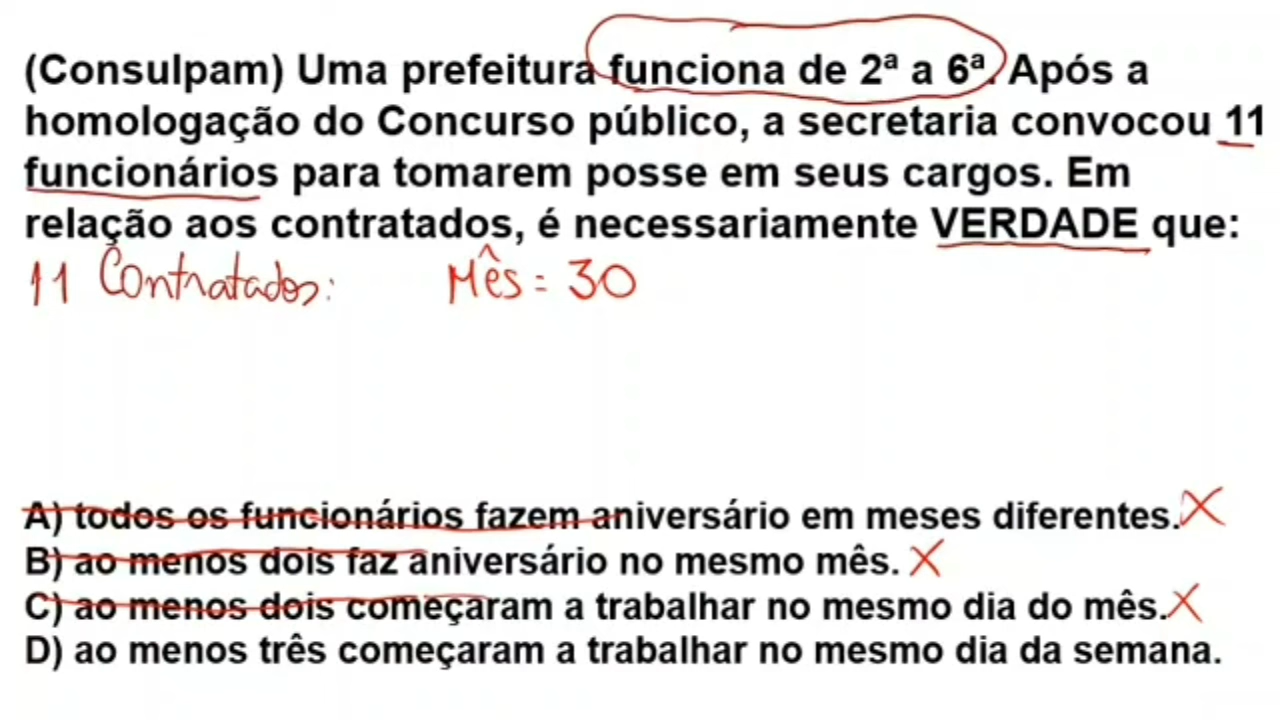 (Consulpam) Uma prefeitura funciona de 2ª a 6ª. Após a
homologação do Concurso público, a secretaria convocou 11
funcionários para tomarem posse em seus cargos. Em
relação aos contratados, é necessariamente VERDADE que:
11 Contratados: Mês = 30
A) todos os funcionários fazem aniversário em meses diferentes. X
B) ao menos dois faz aniversário no mesmo mês. X
C) ao menos dois começaram a trabalhar no mesmo dia do mês. X
D) ao menos três começaram a trabalhar no mesmo dia da semana.